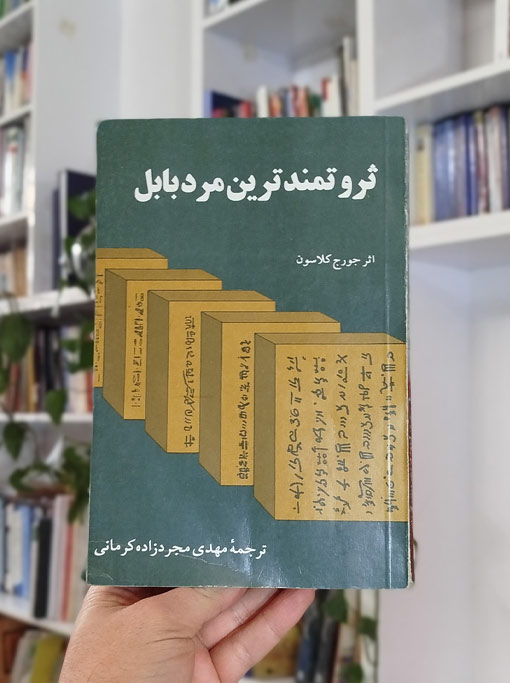 ثروتمندترین مرد بابل
اثر جورج کلاسون
ترجمهٔ مهدی مجردزاده کرمانی